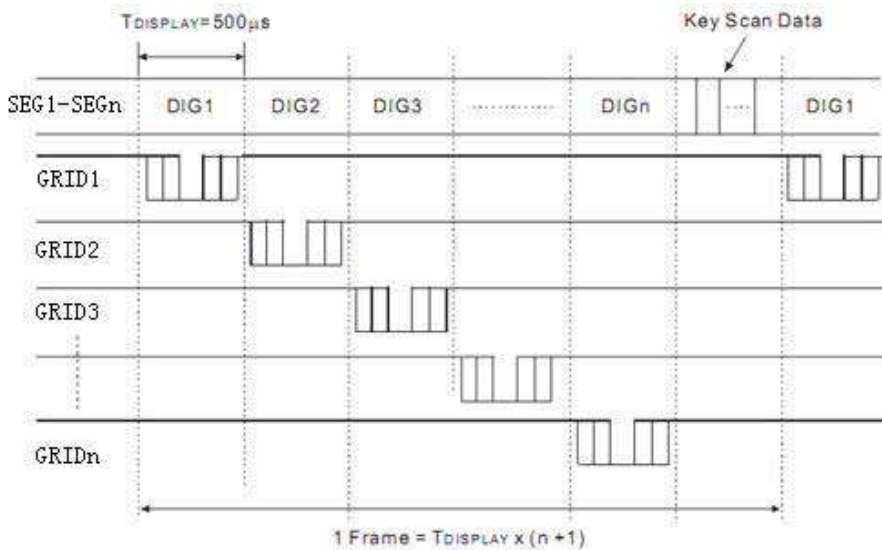 TDISPLAY=500µs
Key Scan Data
SEG1-SEGn DIG1 DIG2 DIG3 ............ DIGn .... DIG1
GRID1
GRID2
GRID3
GRIDn
1 Frame = TDISPLAY x (n +1)